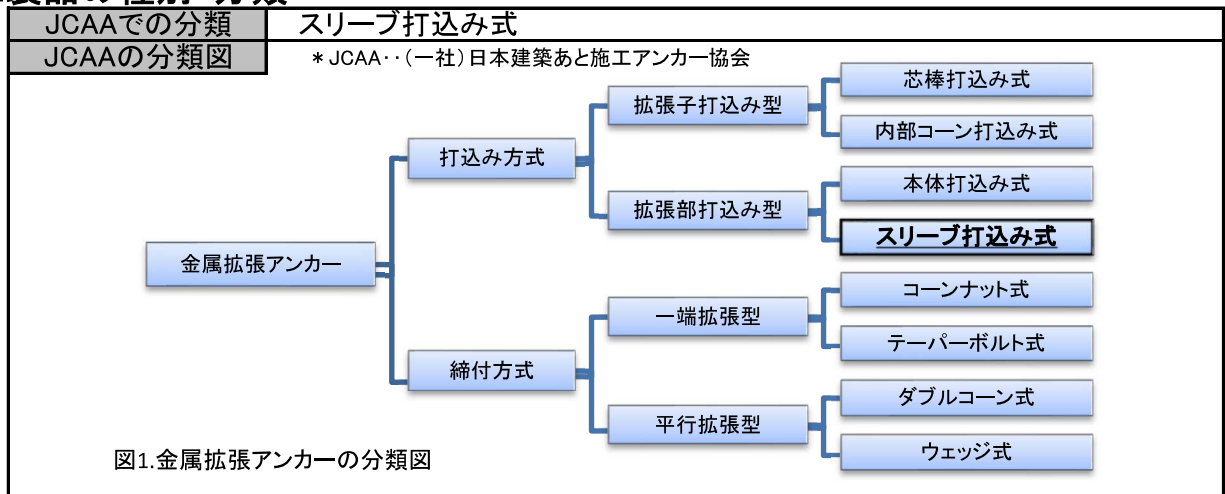 製品の種別・分類
JCAAでの分類 スリーブ打込み式
JCAAの分類図 *JCAA‥(一社)日本建築あと施工アンカー協会
芯棒打込み式
拡張子打込み型
内部コーン打込み式
打込み方式
本体打込み式
拡張部打込み型
スリーブ打込み式
金属拡張アンカー
コーンナット式
一端拡張型
テーパーボルト式
締付方式
ダブルコーン式
平行拡張型
ウェッジ式
図1.金属拡張アンカーの分類図